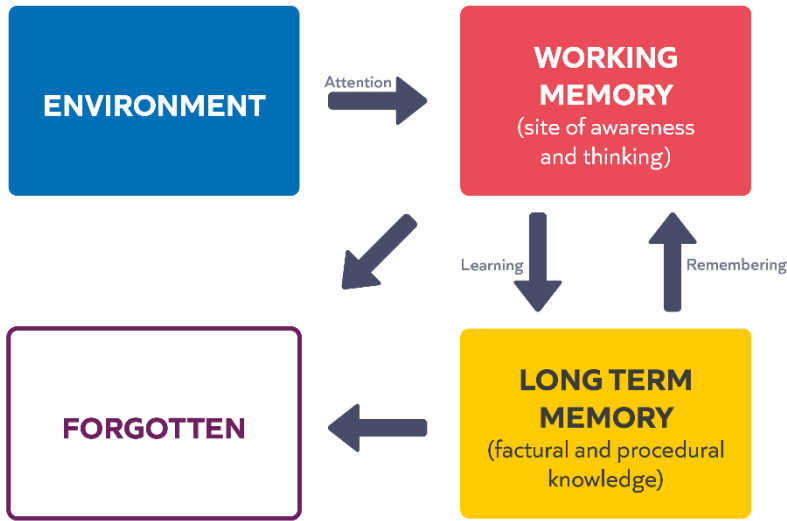 ENVIRONMENT
Attention
WORKING
MEMORY
(site of awareness
and thinking)
Learning
Remembering
FORGOTTEN
LONG TERM
MEMORY
(factural and procedural
knowledge)